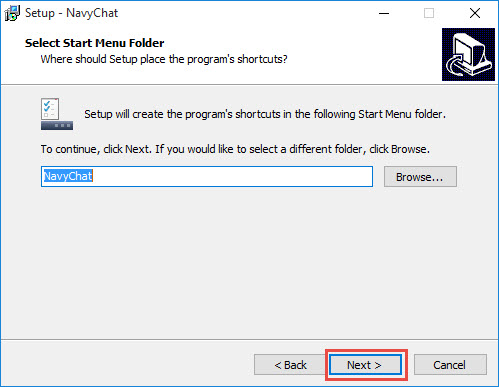 Setup - NavyChat
Select Start Menu Folder
Where should Setup place the program's shortcuts?
Setup will create the program's shortcuts in the following Start Menu folder.
To continue, click Next. If you would like to select a different folder, click Browse.
NavyChat
Browse...
< Back
Next >
Cancel